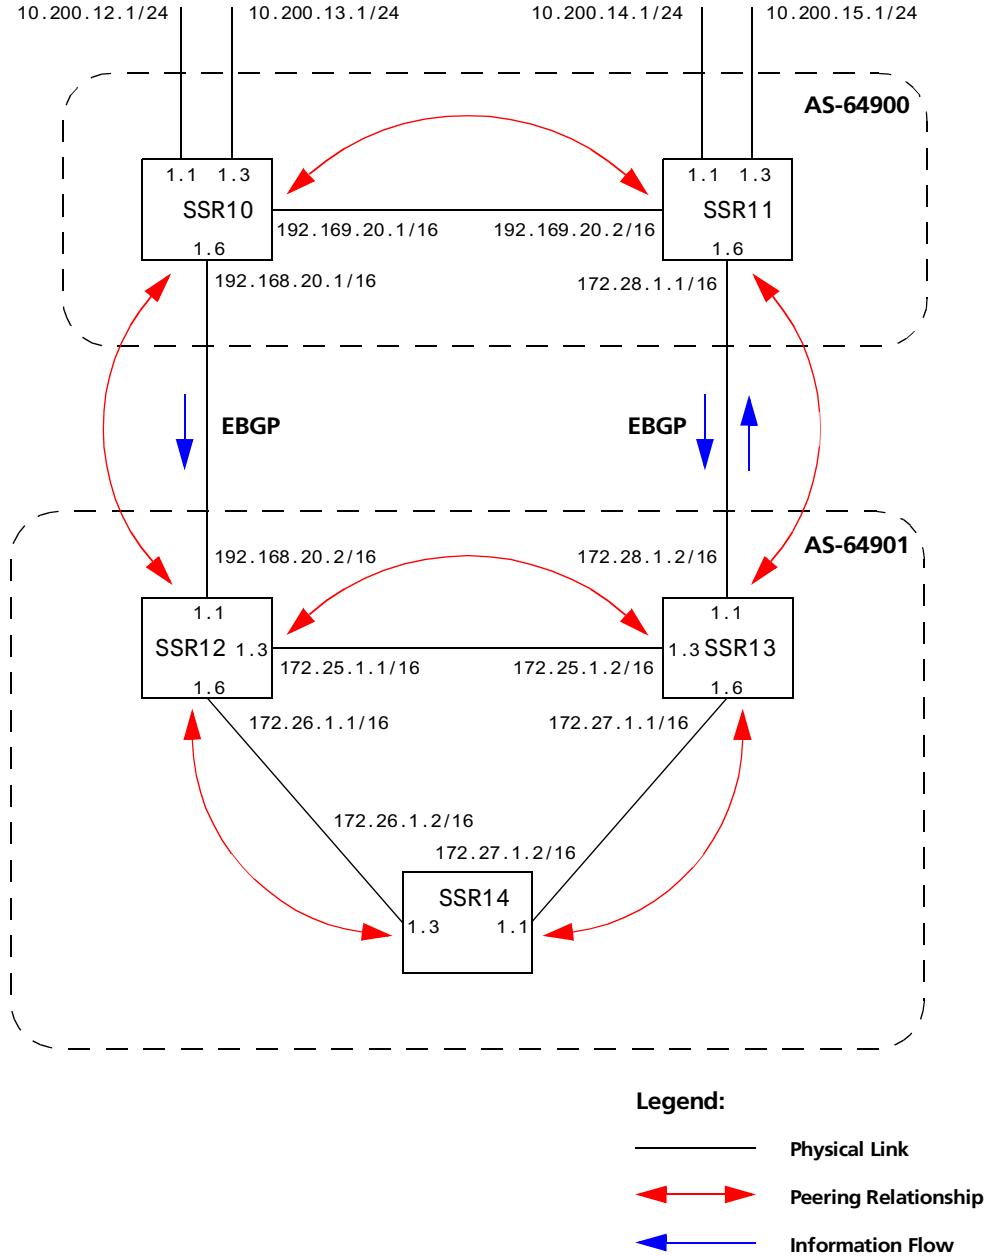 10.200.12.1/24 10.200.13.1/24 10.200.14.1/24 10.200.15.1/24
AS-64900
1.1 1.3 1.1 1.3
SSR10 SSR11
192.169.20.1/16 192.169.20.2/16
1.6 1.6
192.168.20.1/16 172.28.1.1/16
EBGP EBGP
AS-64901
192.168.20.2/16 172.28.1.2/16
1.1 1.1
SSR12 1.3 1.3 SSR13
172.25.1.1/16 172.25.1.2/16
1.6 1.6
172.26.1.1/16 172.27.1.1/16
172.26.1.2/16
172.27.1.2/16
SSR14
1.3 1.1
Legend:
Physical Link
Peering Relationship
Information Flow